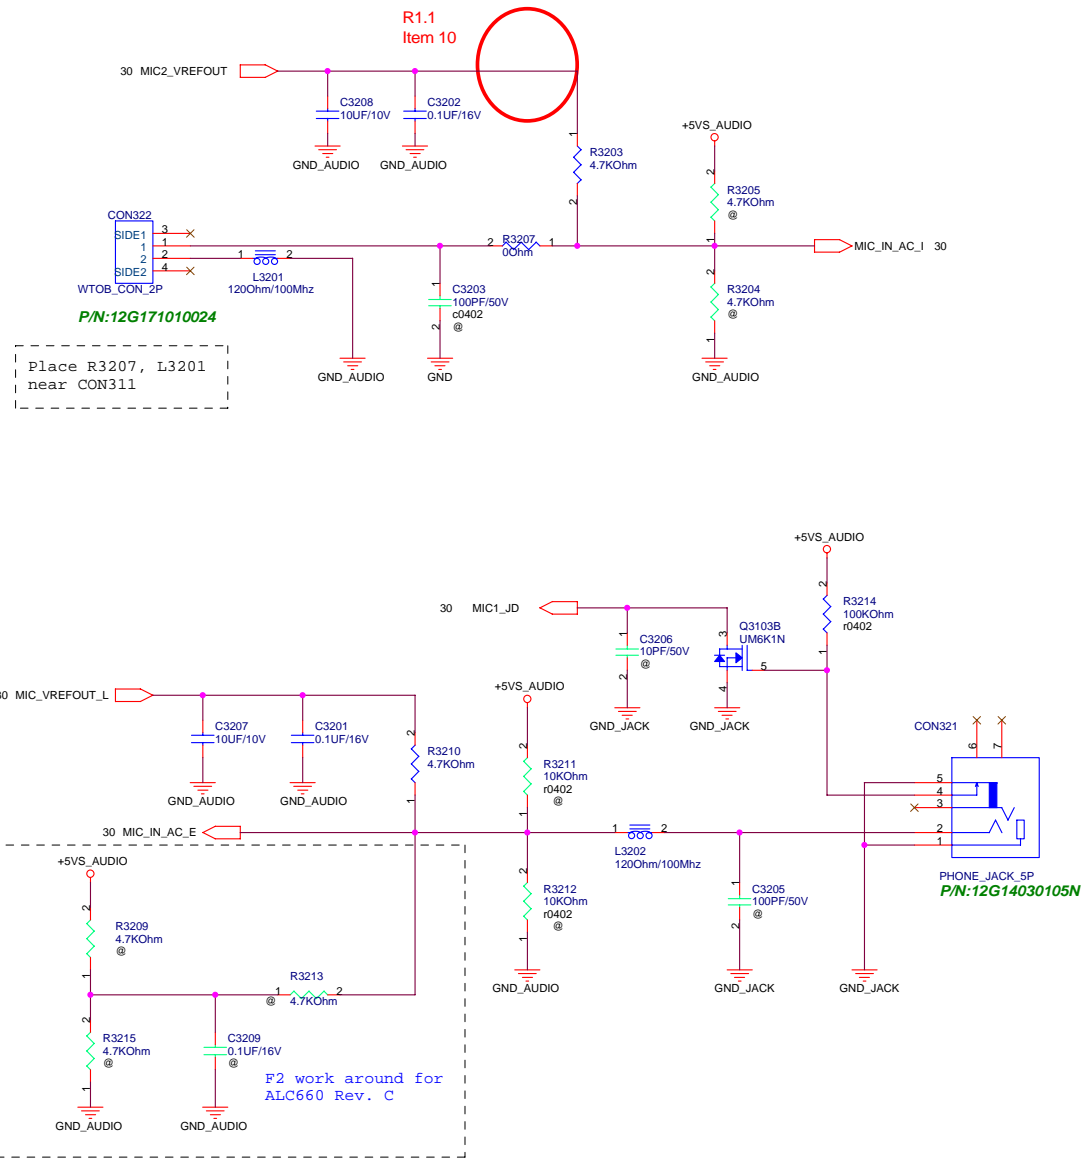 R1.1
Item 10
30 MIC2_VREFOUT
C3208
10UF/10V
C3202
0.1UF/16V
GND_AUDIO
GND_AUDIO
1
R3203
4.7KOhm
2
+5VS_AUDIO
2
R3205
4.7KOhm
@
1
CON322
SIDE1
1
2
SIDE2
3
1
2
4
WTOB_CON_2P
P/N:12G171010024
1
2
L3201
120Ohm/100Mhz
GND_AUDIO
2
R3207
1
0Ohm
1
C3203
100PF/50V
c0402
@
2
GND
MIC_IN_AC_I 30
2
R3204
4.7KOhm
@
1
GND_AUDIO
Place R3207, L3201
near CON311
+5VS_AUDIO
2
R3214
100KOhm
r0402
1
30 MIC1_JD
1
C3206
10PF/50V
@
2
GND_JACK
3
Q3103B
UM6K1N
5
4
GND_JACK
30 MIC_VREFOUT_L
C3207
10UF/10V
C3201
0.1UF/16V
GND_AUDIO
GND_AUDIO
2
R3210
4.7KOhm
1
+5VS_AUDIO
2
R3211
10KOhm
r0402
@
1
CON321
6
7
5
4
3
2
1
PHONE_JACK_5P
P/N:12G14030105N
30 MIC_IN_AC_E
1
2
L3202
120Ohm/100Mhz
2
R3212
10KOhm
r0402
@
1
GND_AUDIO
1
C3205
100PF/50V
@
2
GND_JACK
GND_JACK
+5VS_AUDIO
2
R3209
4.7KOhm
@
1
R3213
1
2
@
4.7KOhm
2
R3215
4.7KOhm
@
1
C3209
0.1UF/16V
@
GND_AUDIO
GND_AUDIO
F2 work around for
ALC660 Rev. C